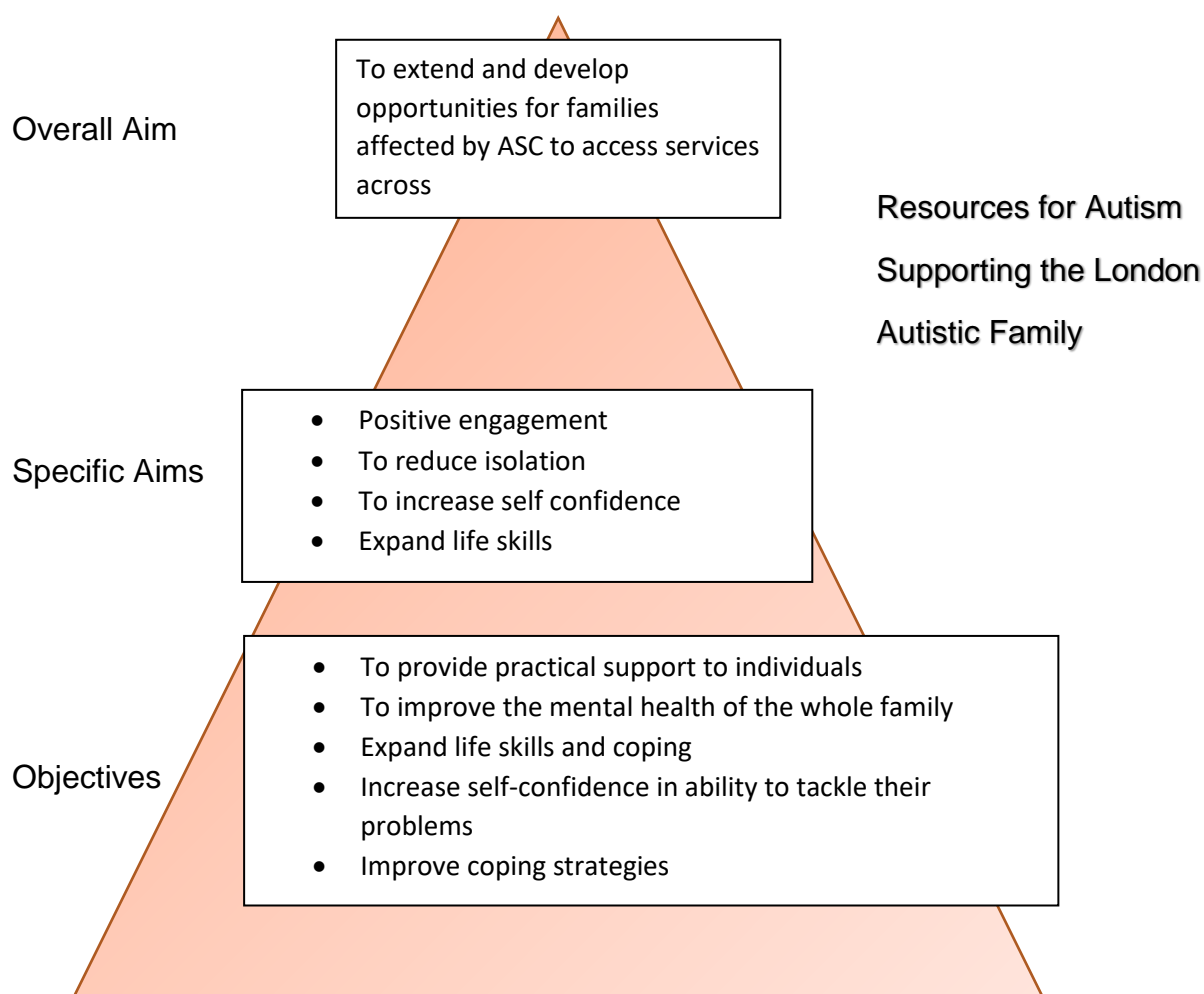 To extend and develop
opportunities for families
affected by ASC to access services
across
Overall Aim
Resources for Autism
Supporting the London
Autistic Family
Specific Aims
• Positive engagement
• To reduce isolation
• To increase self confidence
• Expand life skills
Objectives
• To provide practical support to individuals
• To improve the mental health of the whole family
• Expand life skills and coping
• Increase self-confidence in ability to tackle their
problems
• Improve coping strategies